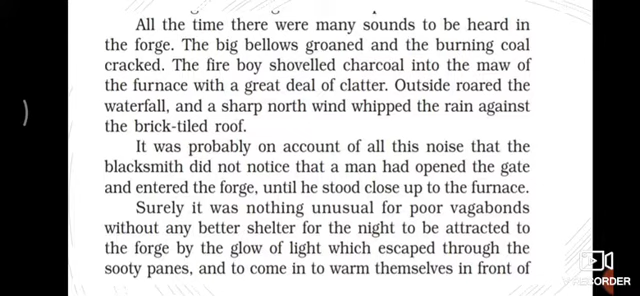 All the time there were many sounds to be heard in
the forge. The big bellows groaned and the burning coal
cracked. The fire boy shovelled charcoal into the maw of
the furnace with a great deal of clatter. Outside roared the
waterfall, and a sharp north wind whipped the rain against
the brick-tiled roof.
It was probably on account of all this noise that the
blacksmith did not notice that a man had opened the gate
and entered the forge, until he stood close up to the furnace.
Surely it was nothing unusual for poor vagabonds
without any better shelter for the night to be attracted to
the forge by the glow of light which escaped through the
sooty panes, and to come in to warm themselves in front of
RECORDER